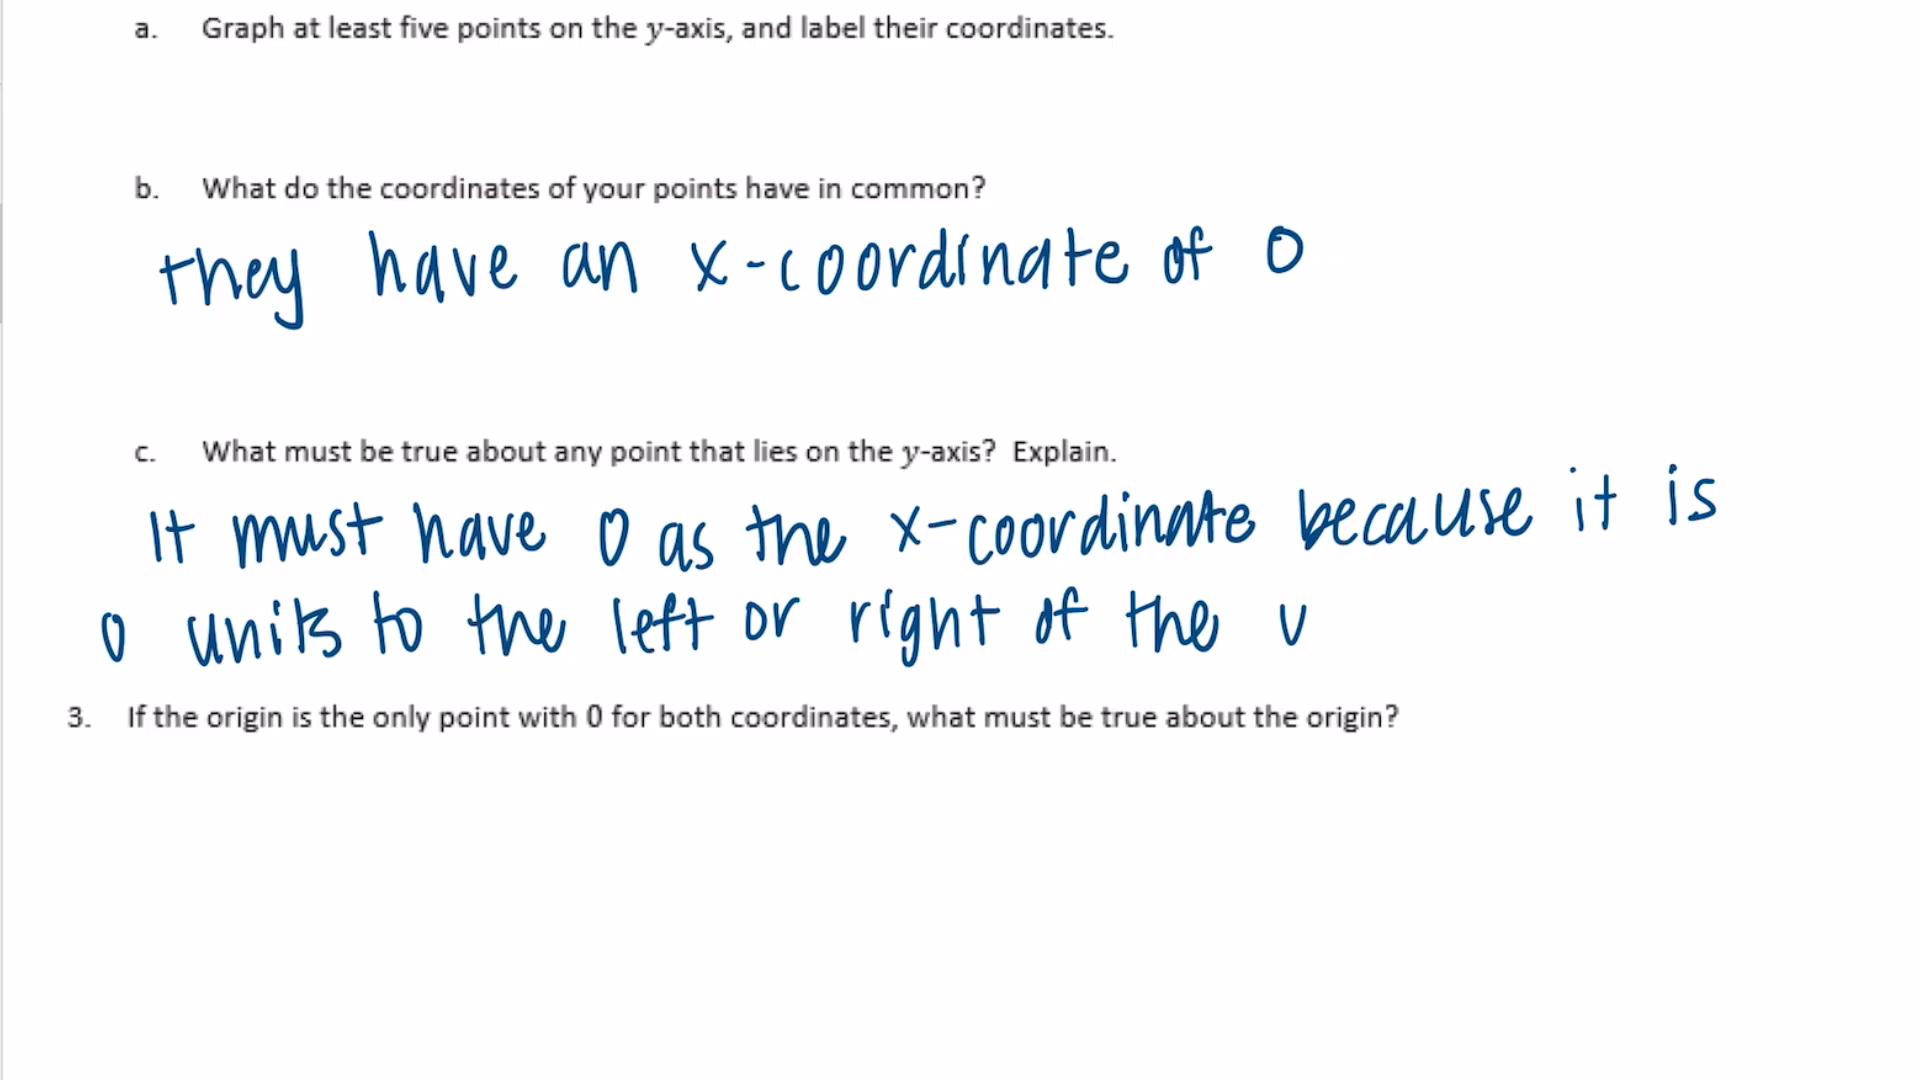 a. Graph at least five points on the y-axis, and label their coordinates.
b. What do the coordinates of your points have in common?
they have an x-coordinate of 0
c. What must be true about any point that lies on the y-axis? Explain.
It must have 0 as the x-coordinate because it is
0 units to the left or right of the
3. If the origin is the only point with 0 for both coordinates, what must be true about the origin?